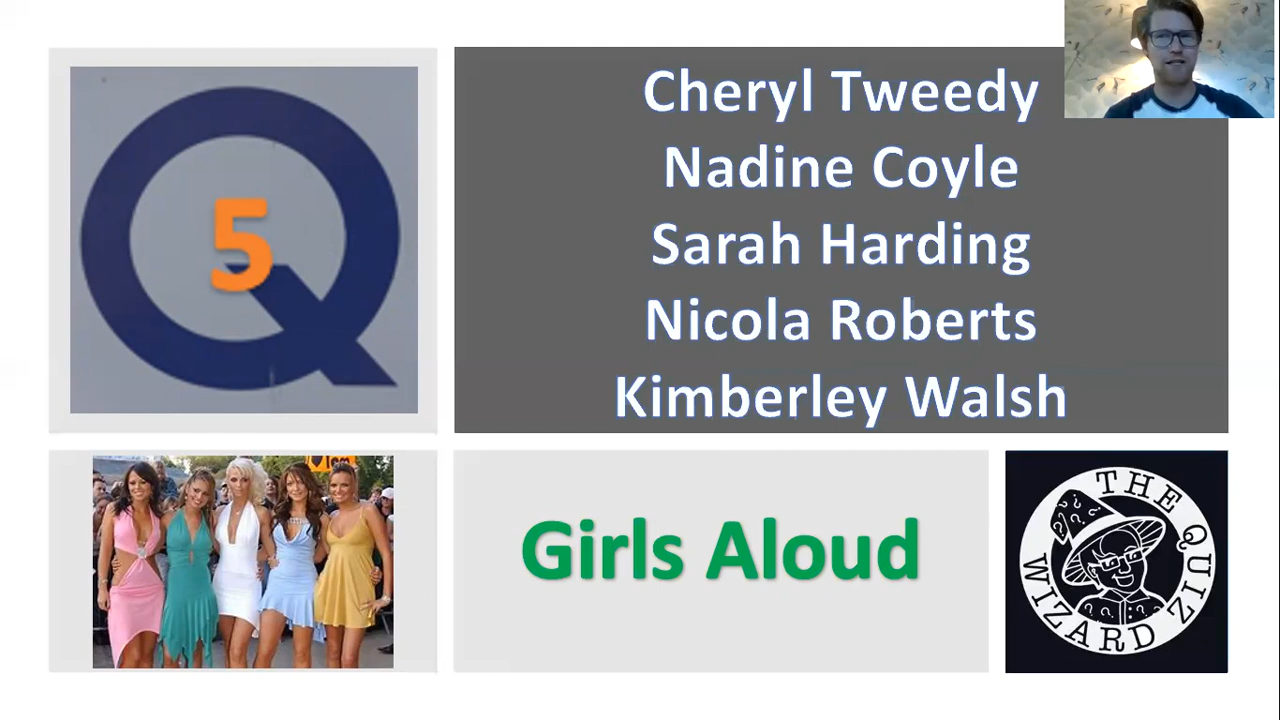 Q
5
Cheryl Tweedy
Nadine Coyle
Sarah Harding
Nicola Roberts
Kimberley Walsh
Girls Aloud
THE QUIZ WIZARD